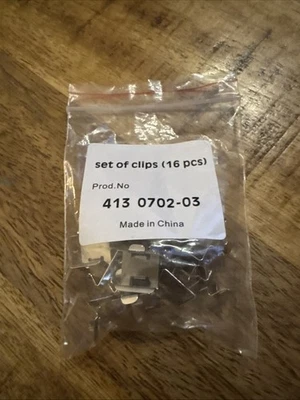 set of clips (16 pcs)
Prod.No
413 0702-03
Made in China